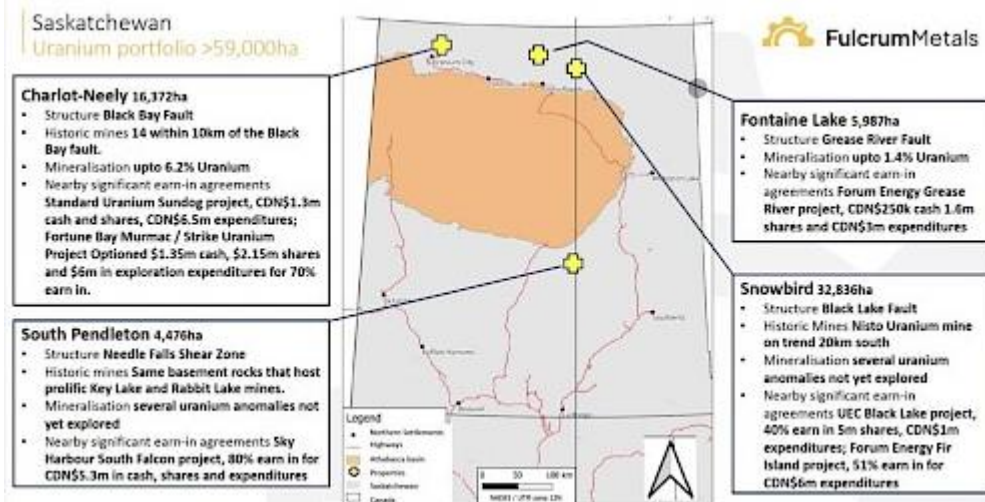 Saskatchewan
Uranium portfolio >59,000ha
FulcrumMetals
Charlot-Neely 16,372ha
• Structure Black Bay Fault
• Historic mines 14 within 10km of the Black
Bay fault.
• Mineralisation upto 6.2% Uranium
• Nearby significant earn-in agreements
Standard Uranium Sundog project, CDN$1.3m
cash and shares, CDN$6.5m expenditures;
Fortune Bay Murmac / Strike Uranium
Project Optioned $1.35m cash, $2.15m shares
and $6m in exploration expenditures for 70%
earn in.
South Pendleton 4,476ha
• Structure Needle Falls Shear Zone
• Historic mines Same basement rocks that host
prolific Key Lake and Rabbit Lake mines.
• Mineralisation several uranium anomalies not
yet explored
• Nearby significant earn-in agreements Sky
Harbour South Falcon project, 80% earn in for
CDN$5.3m in cash, shares and expenditures
Fontaine Lake 5,987ha
• Structure Grease River Fault
• Mineralisation upto 1.4% Uranium
• Nearby significant earn-in
agreements Forum Energy Grease
River project, CDN$250k cash 1.6m
shares and CDN$3m expenditures
Snowbird 32,836ha
• Structure Black Lake Fault
• Historic Mines Nisto Uranium mine
on trend 20km south
• Mineralisation several uranium
anomalies not yet explored
• Nearby significant earn-in
agreements UEC Black Lake project,
40% earn in 5m shares, CDN$1m
expenditures; Forum Energy Fir
Island project, 51% earn in for
CDN$6m expenditures
Legend
Northern Settlements
Highways
Athabasca basin
Properties
Saskatchewan
Canada
0 50 100 km
NAD83 / UTM zone 13N